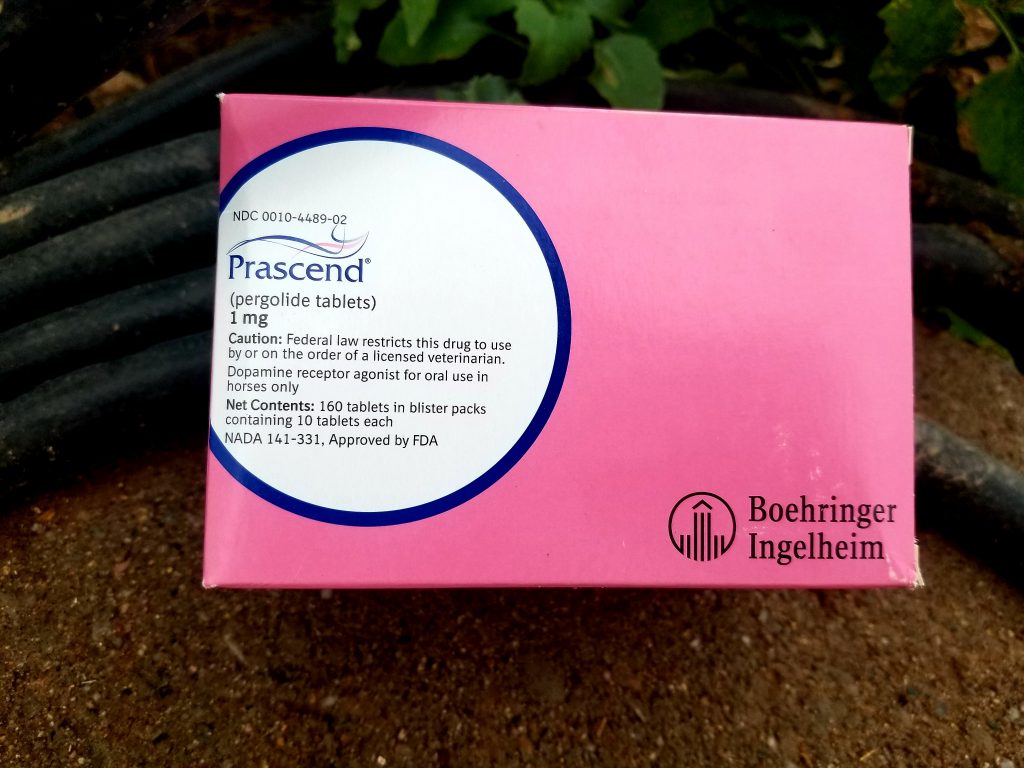 NDC 0010-4489-02
Prascend®
(pergolide tablets)
1 mg
Caution: Federal law restricts this drug to use
by or on the order of a licensed veterinarian.
Dopamine receptor agonist for oral use in
horses only
Net Contents: 160 tablets in blister packs
containing 10 tablets each
NADA 141-331, Approved by FDA
Boehringer
Ingelheim